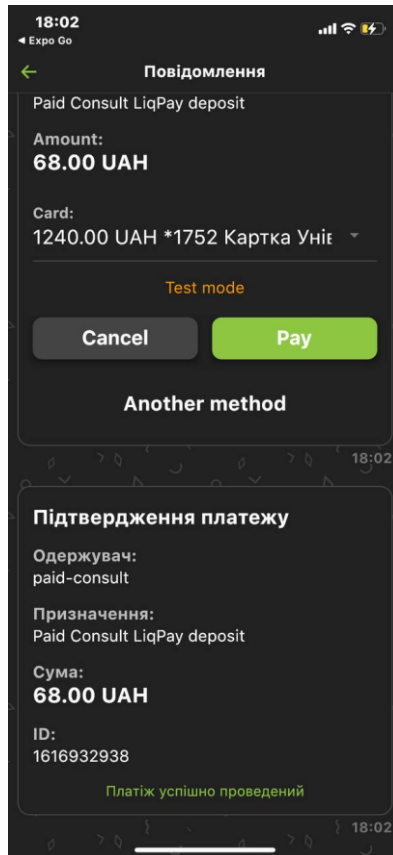 18:02
◀ Expo Go
Повідомлення
Paid Consult LiqPay deposit
Amount:
68.00 UAH
Card:
1240.00 UAH *1752 Картка Уніє
Test mode
Cancel
Pay
Another method
18:02
Підтвердження платежу
Одержувач:
paid-consult
Призначення:
Paid Consult LiqPay deposit
Сума:
68.00 UAH
ID:
1616932938
Платіж успішно проведений
18:02